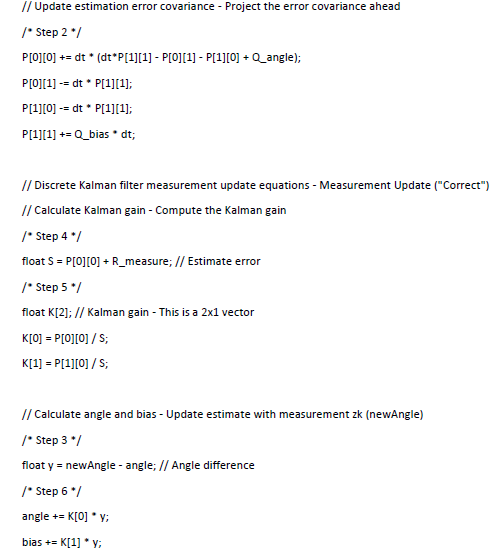 // Update estimation error covariance - Project the error covariance ahead
/* Step 2 */
P[0][0] += dt * (dt*P[1][1] - P[0][1] - P[1][0] + Q_angle);
P[0][1] -= dt * P[1][1];
P[1][0] -= dt * P[1][1];
P[1][1] += Q_bias * dt;
// Discrete Kalman filter measurement update equations - Measurement Update ("Correct")
// Calculate Kalman gain - Compute the Kalman gain
/* Step 4 */
float S = P[0][0] + R_measure; // Estimate error
/* Step 5 */
float K[2]; // Kalman gain - This is a 2x1 vector
K[0] = P[0][0] / S;
K[1] = P[1][0] / S;
// Calculate angle and bias - Update estimate with measurement zk (newAngle)
/* Step 3 */
float y = newAngle - angle; // Angle difference
/* Step 6 */
angle += K[0] * y;
bias += K[1] * y;